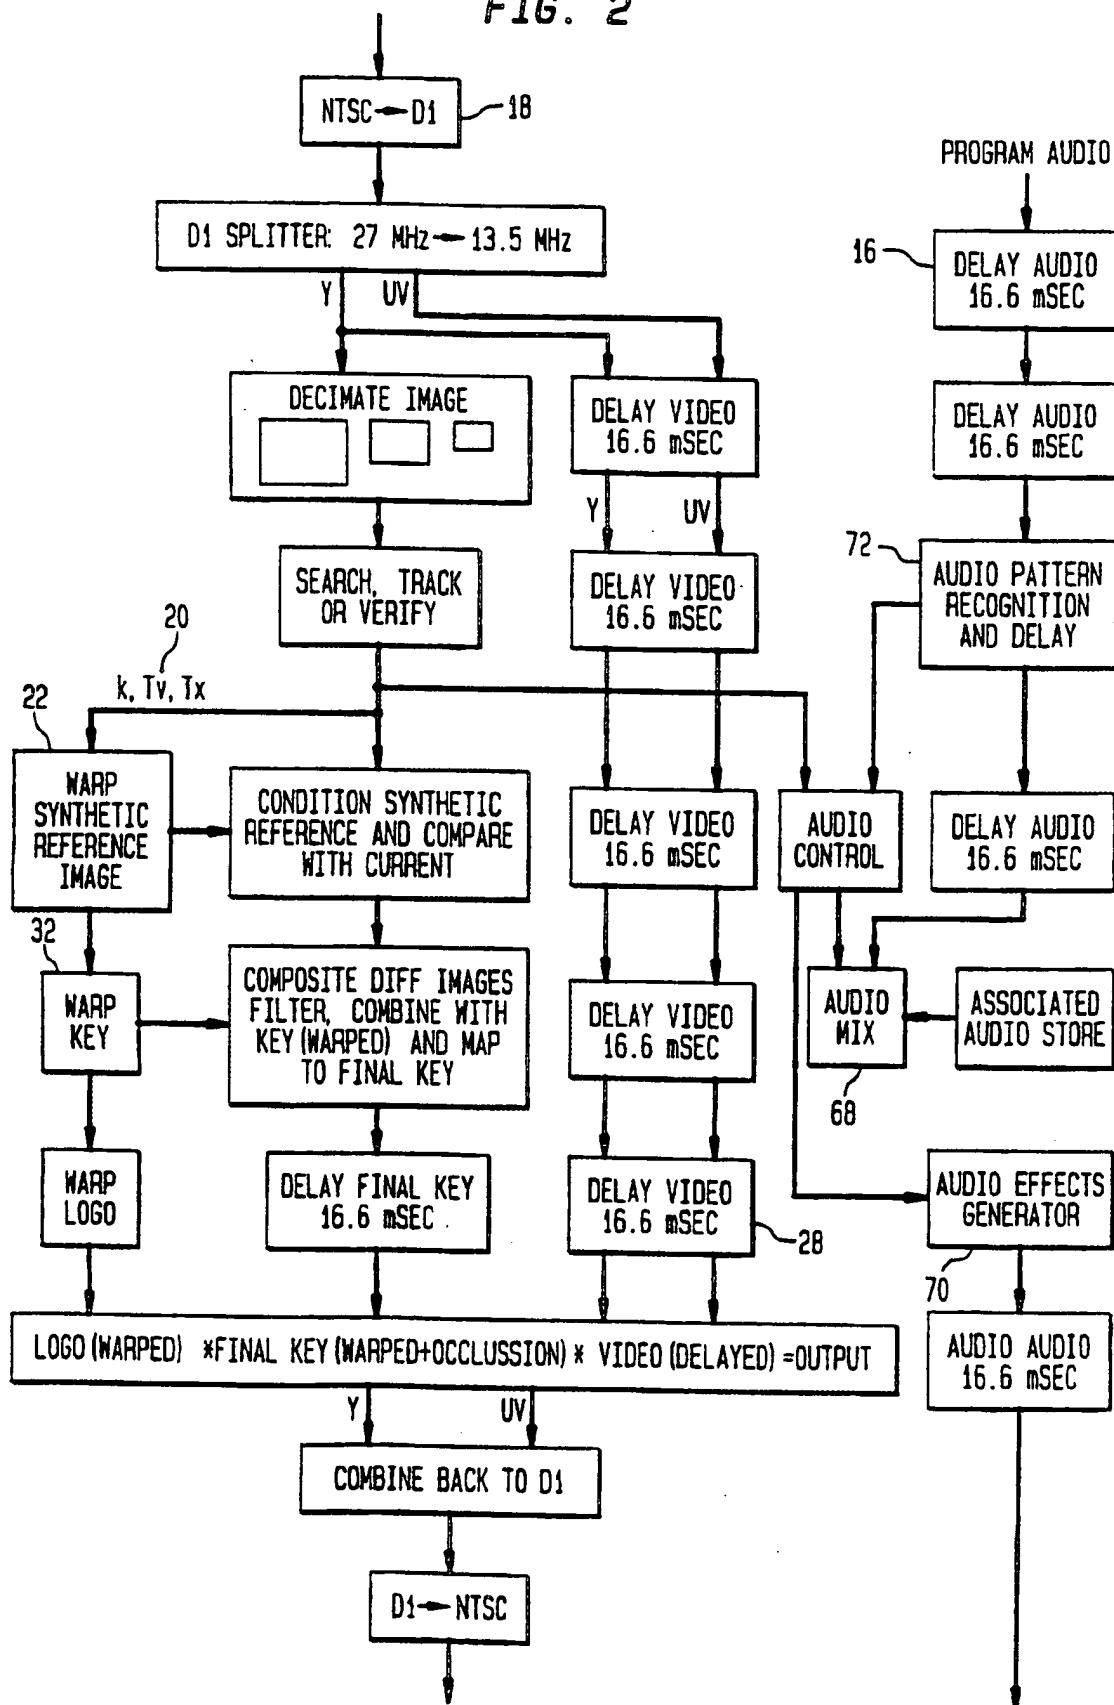 FIG. 2
NTSC→D1
18
D1 SPLITTER: 27 MHz→13.5 MHz
Y
UV
PROGRAM AUDIO
16
DELAY AUDIO
16.6 mSEC
DECIMATE IMAGE
DELAY VIDEO
16.6 mSEC
DELAY AUDIO
16.6 mSEC
Y
UV
SEARCH, TRACK
OR VERIFY
DELAY VIDEO
16.6 mSEC
72
AUDIO PATTERN
RECOGNITION
AND DELAY
20
k, Tv, Tx
22
WARP
SYNTHETIC
REFERENCE
IMAGE
CONDITION SYNTHETIC
REFERENCE AND COMPARE
WITH CURRENT
DELAY VIDEO
16.6 mSEC
AUDIO
CONTROL
DELAY AUDIO
16.6 mSEC
32
WARP
KEY
COMPOSITE DIFF IMAGES
FILTER, COMBINE WITH
KEY(WARPED) AND MAP
TO FINAL KEY
DELAY VIDEO
16.6 mSEC
AUDIO
MIX
68
ASSOCIATED
AUDIO STORE
WARP
LOGO
DELAY FINAL KEY
16.6 mSEC
DELAY VIDEO
16.6 mSEC
28
AUDIO EFFECTS
GENERATOR
70
LOGO(WARPED) *FINAL KEY(WARPED+OCCLUSSION)* VIDEO(DELAYED)=OUTPUT
AUDIO AUDIO
16.6 mSEC
Y
UV
COMBINE BACK TO D1
D1→NTSC